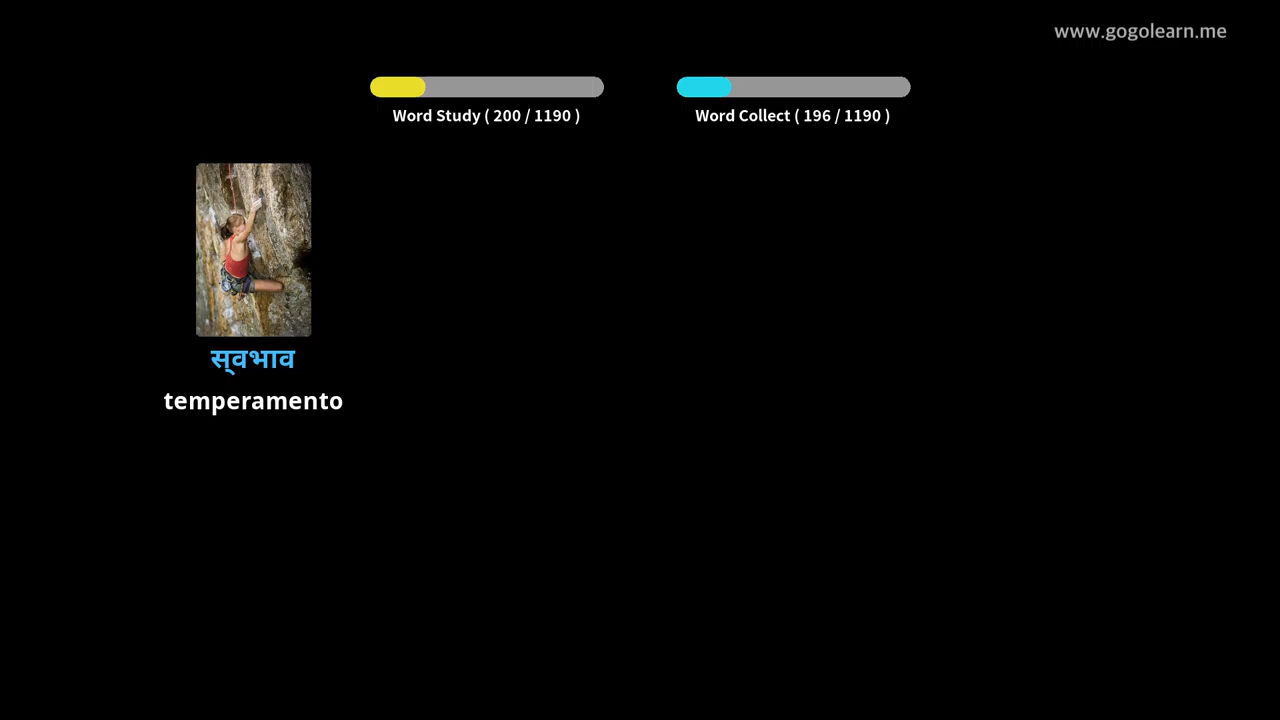 www.gogolearn.me
Word Study ( 200 / 1190 )
Word Collect ( 196 / 1190 )
स्‌वभाव
temperamento